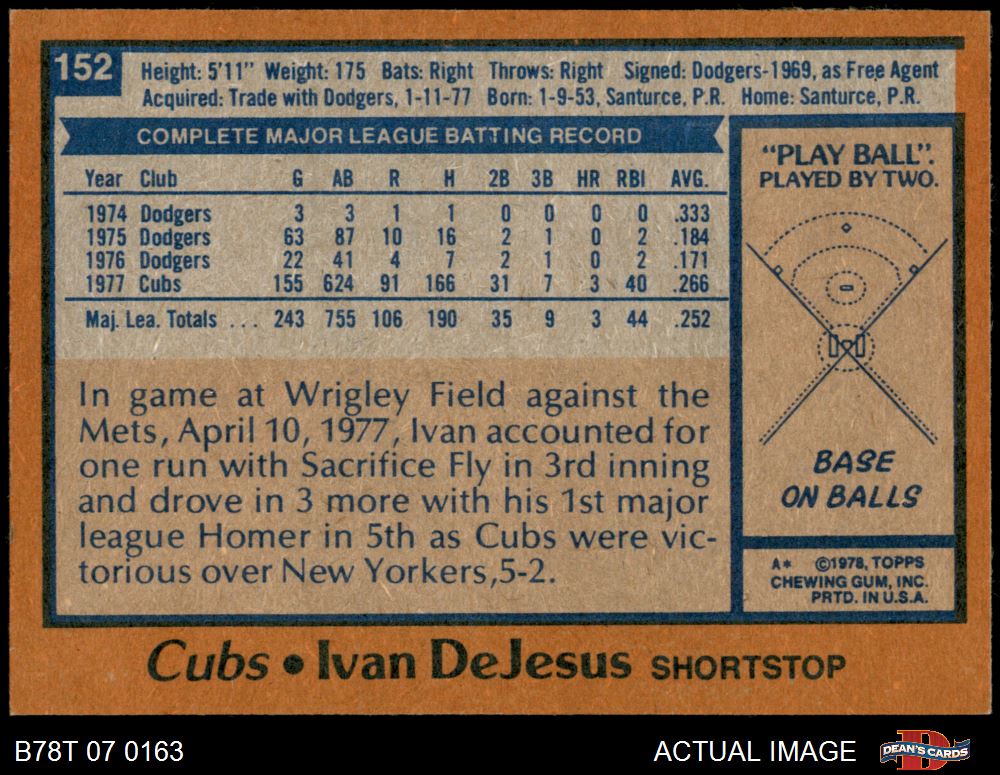 152
Height: 5'11" Weight: 175 Bats: Right Throws: Right Signed: Dodgers-1969, as Free Agent
Acquired: Trade with Dodgers, 1-11-77 Born: 1-9-53, Santurce, P.R. Home: Santurce, P.R.
COMPLETE MAJOR LEAGUE BATTING RECORD
Year Club G AB R H 2B 3B HR RBI AVG.
1974 Dodgers 3 3 1 1 0 0 0 0 .333
1975 Dodgers 63 87 10 16 2 1 0 2 .184
1976 Dodgers 22 41 4 7 2 1 0 2 .171
1977 Cubs 155 624 91 166 31 7 3 40 .266
Maj. Lea. Totals ... 243 755 106 190 35 9 3 44 .252
In game at Wrigley Field against the
Mets, April 10, 1977, Ivan accounted for
one run with Sacrifice Fly in 3rd inning
and drove in 3 more with his 1st major
league Homer in 5th as Cubs were vic-
torious over New Yorkers,5-2.
"PLAY BALL".
PLAYED BY TWO.
BASE
ON BALLS
A* ©1978, TOPPS
CHEWING GUM, INC.
PRTD. IN U.S.A.
Cubs • Ivan DeJesus SHORTSTOP
B78T 07 0163
ACTUAL IMAGE
D
DEAN'S CARDS